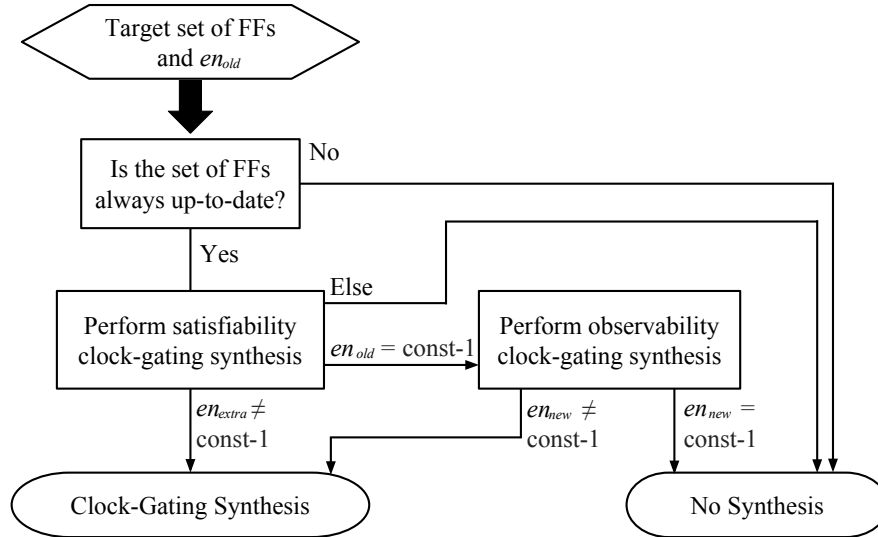 Target set of FFs
and en_old
Is the set of FFs
always up-to-date?
No
Yes
Else
Perform satisfiability
clock-gating synthesis
en_old = const-1
Perform observability
clock-gating synthesis
en_extra ≠
const-1
en_new ≠
const-1
en_new =
const-1
Clock-Gating Synthesis
No Synthesis